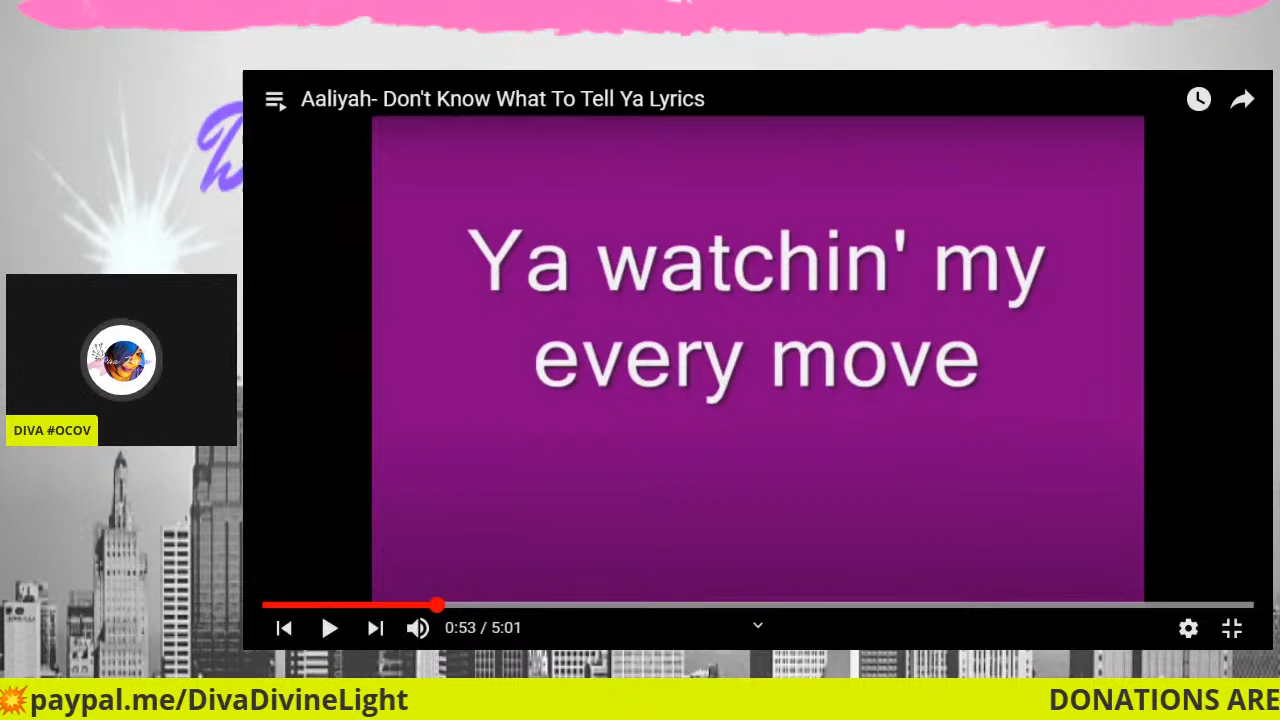 Aaliyah- Don't Know What To Tell Ya Lyrics
Ya watchin' my
every move
DIVA #OCOV
0:53 / 5:01
paypal.me/DivaDivineLight
DONATIONS ARE